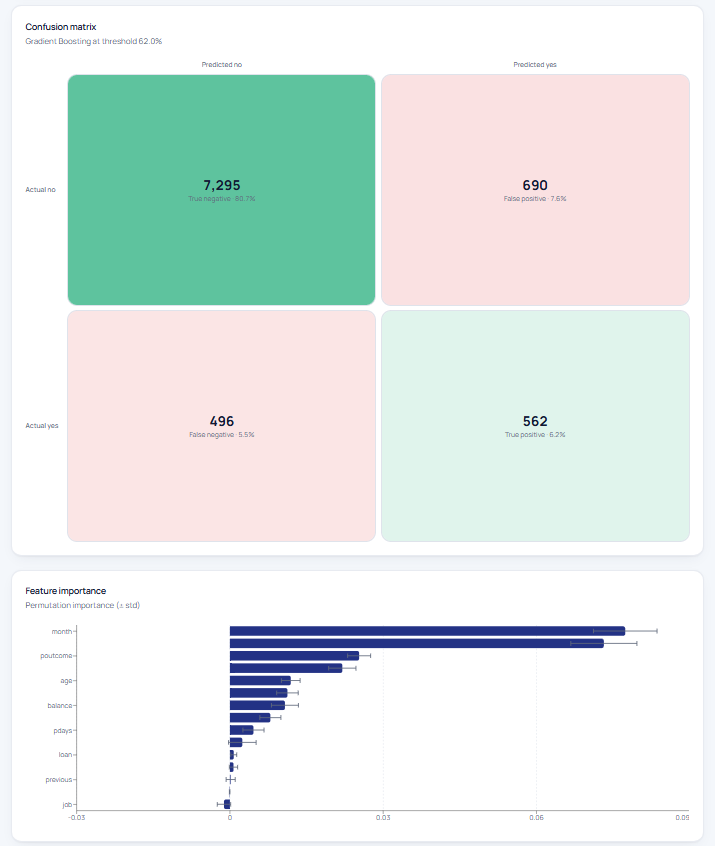 Confusion matrix
Gradient Boosting at threshold 62.0%
Predicted no
Predicted yes
Actual no
7,295
True negative · 80.7%
690
False positive · 7.6%
Actual yes
496
False negative · 5.5%
562
True positive · 6.2%
Feature importance
Permutation importance (± std)
month
poutcome
age
balance
pdays
loan
previous
job
-0.03
0
0.03
0.06
0.09